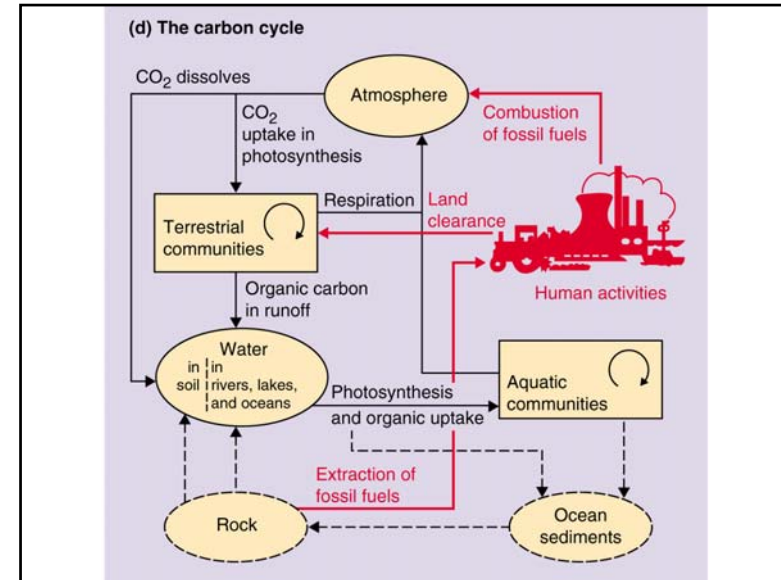 (d) The carbon cycle
CO₂ dissolves
Atmosphere
CO₂
uptake in
photosynthesis
Combustion
of fossil fuels
Respiration
Land
clearance
Terrestrial
communities
Human activities
Organic carbon
in runoff
Water
in
soil
in
rivers, lakes,
and oceans
Photosynthesis
and organic uptake
Aquatic
communities
Extraction of
fossil fuels
Rock
Ocean
sediments